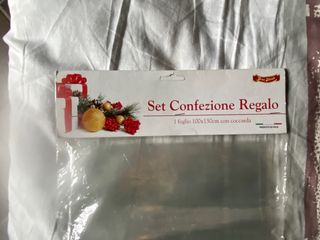 Set Confezione Regalo
1 foglio 100x150cm con coccarda